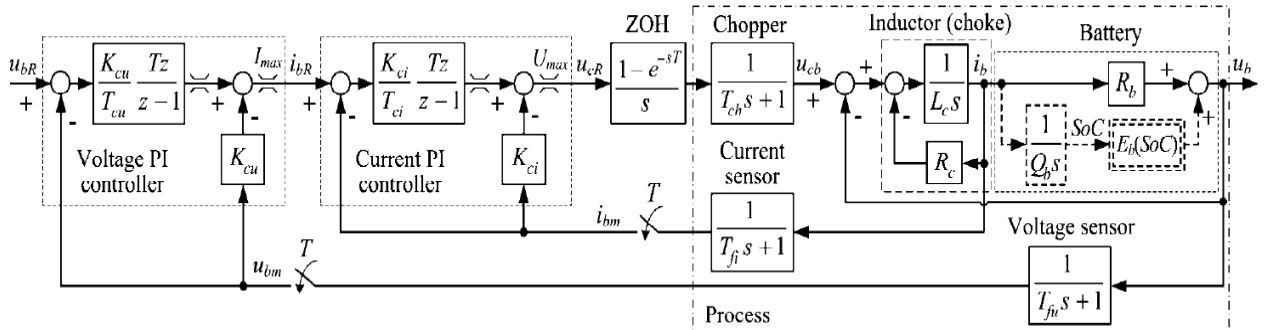 ZOH
Chopper
Inductor (choke)
Battery
u_bR
+
-
K_cu
T_cu
Tz
z − 1
+
-
I_max
i_bR
+
-
K_ci
T_ci
Tz
z − 1
+
-
U_max
u_cR
1 − e^−sT
s
1
T_ch s + 1
u_cb
+
-
+
-
1
L_c s
i_b
R_b
+
+
u_b
Voltage PI
controller
K_cu
Current PI
controller
K_ci
Current
sensor
R_c
1
Q_b s
SoC
E_b(SoC)
i_bm
T
1
T_fi s + 1
Voltage sensor
u_bm
T
1
T_fu s + 1
Process